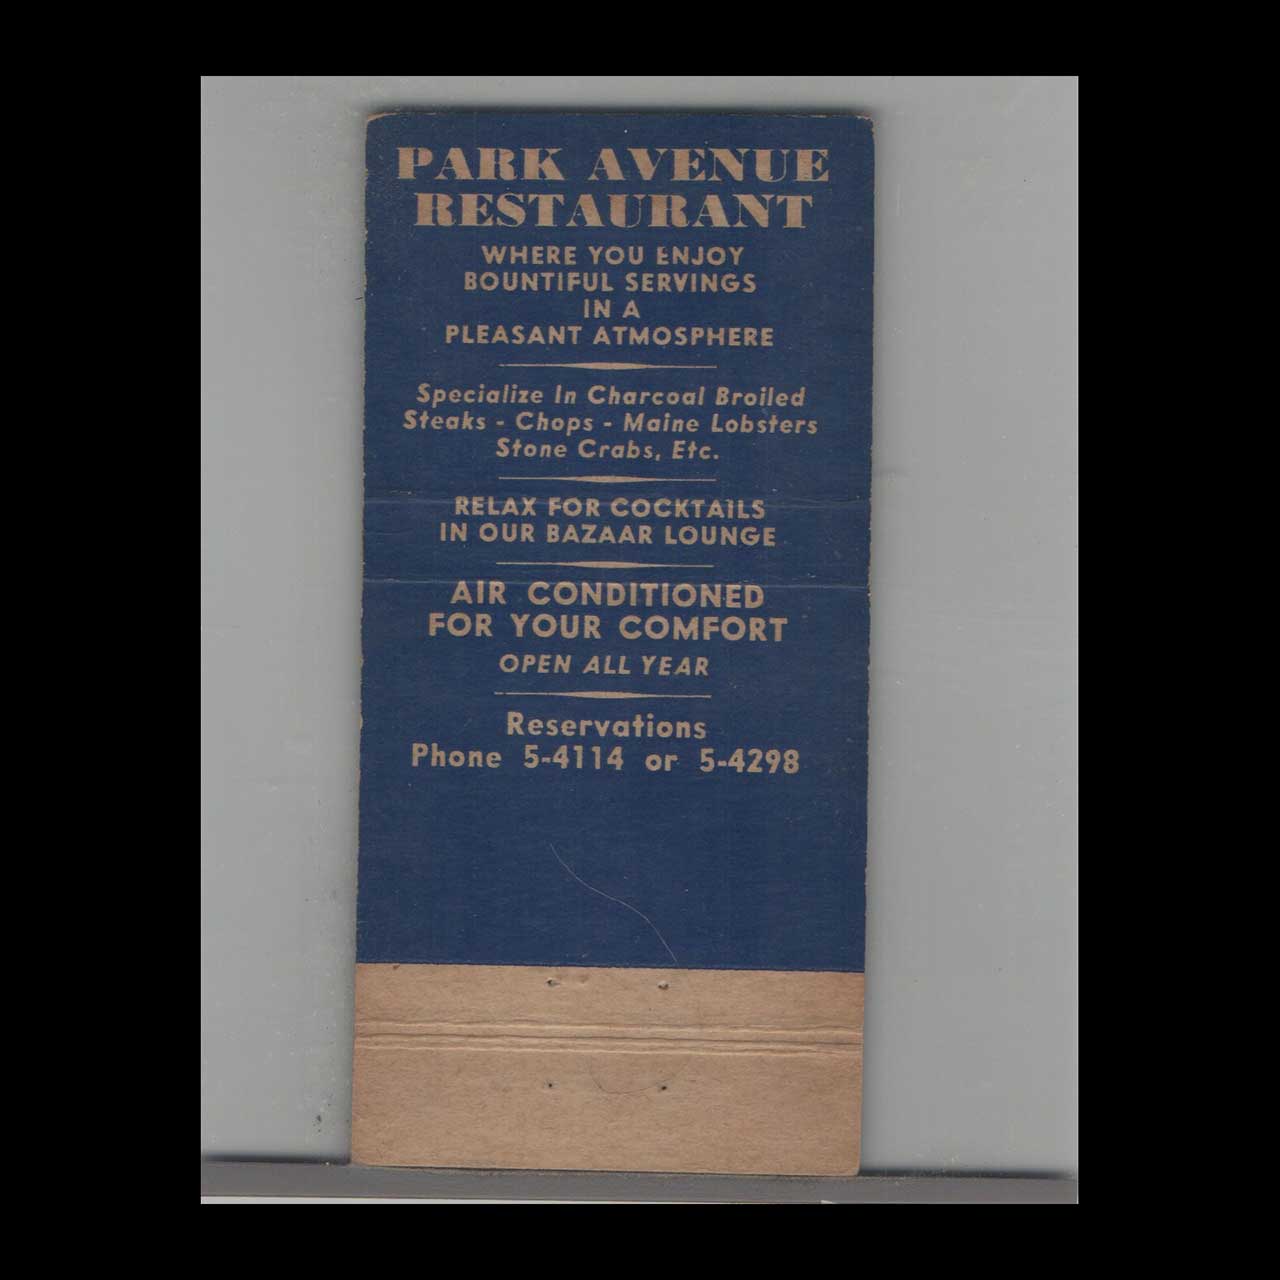 PARK AVENUE
RESTAURANT
WHERE YOU ENJOY
BOUNTIFUL SERVINGS
IN A
PLEASANT ATMOSPHERE
Specialize In Charcoal Broiled
Steaks - Chops - Maine Lobsters
Stone Crabs, Etc.
RELAX FOR COCKTAILS
IN OUR BAZAAR LOUNGE
AIR CONDITIONED
FOR YOUR COMFORT
OPEN ALL YEAR
Reservations
Phone 5-4114 or 5-4298